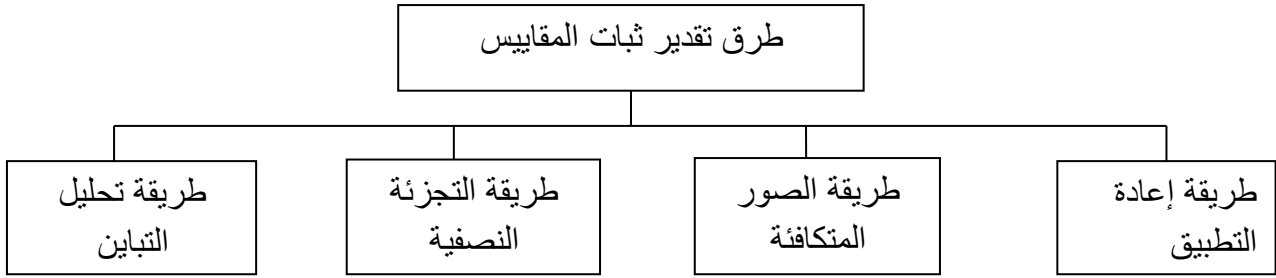 طرق تقدير ثبات المقاييس
طريقة إعادة
التطبيق
طريقة الصور
المتكافئة
طريقة التجزئة
النصفية
طريقة تحليل
التباين